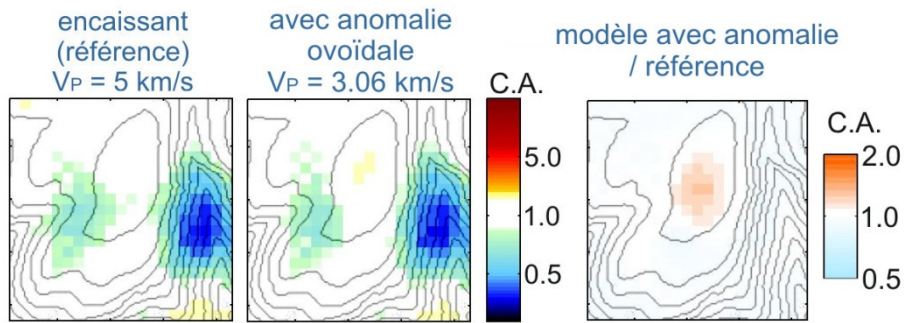 encaissant
(référence)
VP = 5 km/s
avec anomalie
ovoïdale
VP = 3.06 km/s
C.A.
5.0
1.0
0.5
modèle avec anomalie
/ référence
C.A.
2.0
1.0
0.5